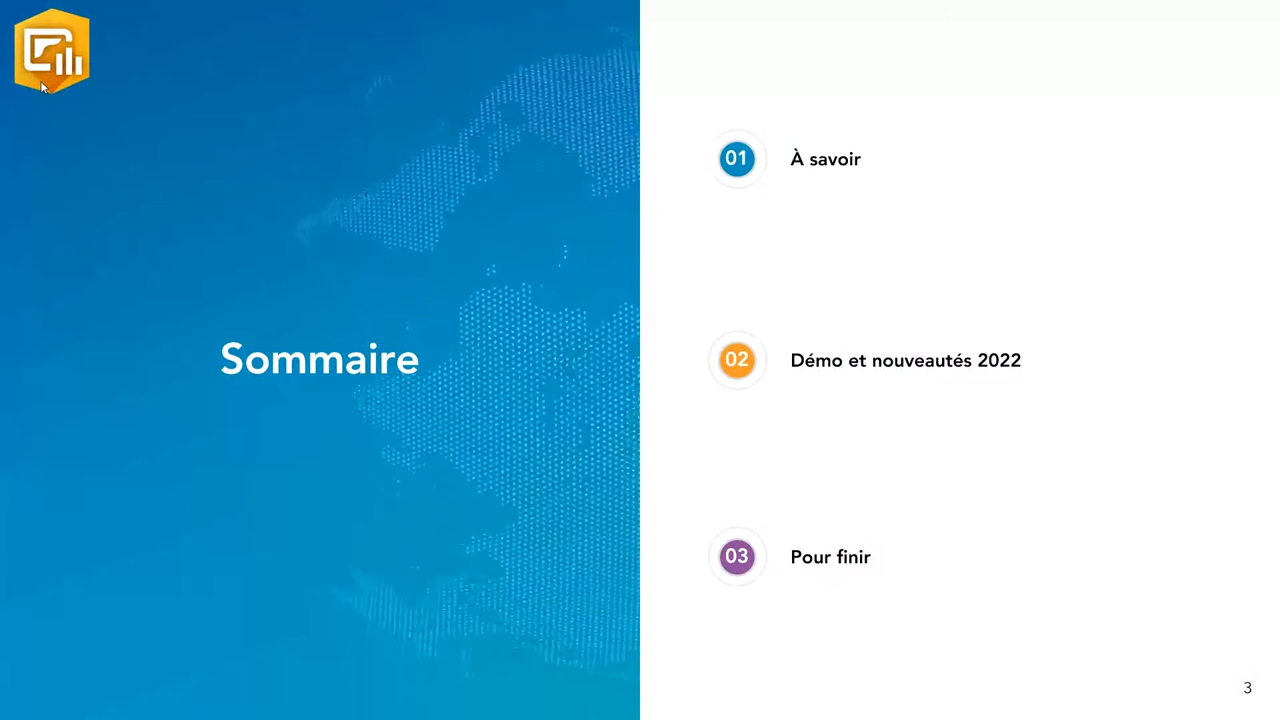 Sommaire
01
À savoir
02
Démo et nouveautés 2022
03
Pour finir
3